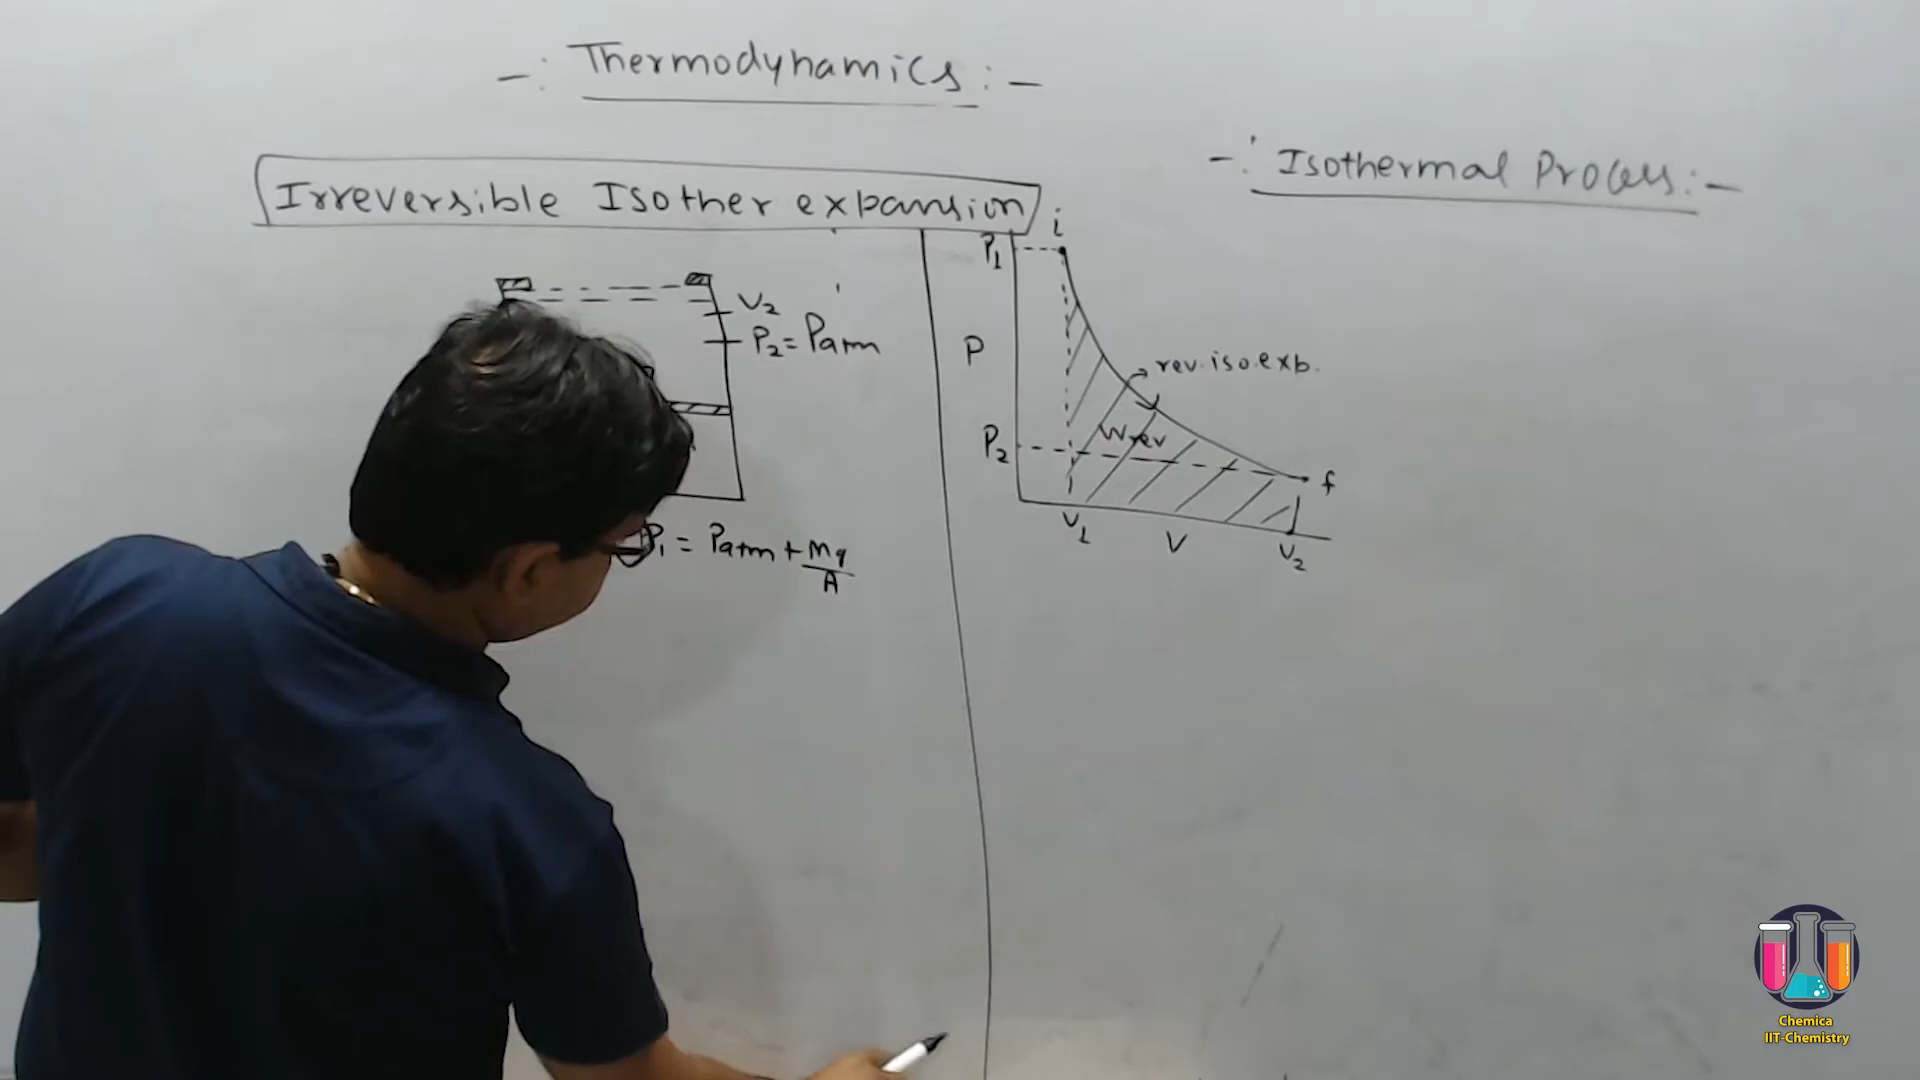 -: Thermodynamics :-
-: Isothermal Process :-
Irreversible Isother expansion
V2
P2 = Patm
P1 = Patm + Mg/A
i
P1
P
rev. iso. exp.
Wrev
P2
f
V1
V
V2
Chemica
IIT-Chemistry